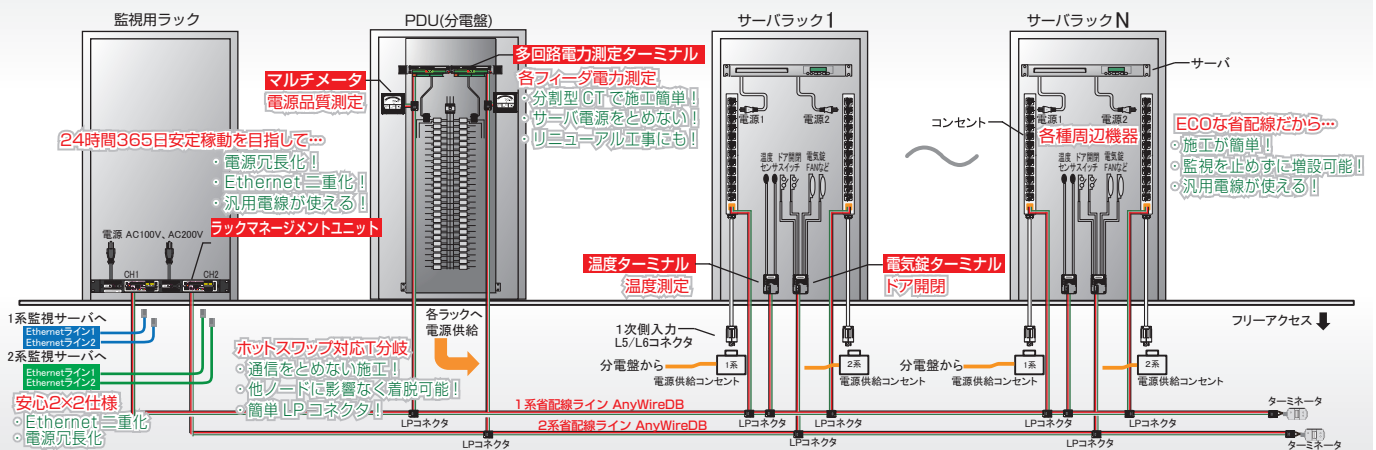 監視用ラック
24時間365日安定稼動を目指して…
・電源冗長化！
・Ethernet 二重化！
・汎用電線が使える！
電源 AC100V、AC200V
ラックマネージメントユニット
CH1
CH2
1系監視サーバへ
Ethernetライン1
Ethernetライン2
2系監視サーバへ
Ethernetライン1
Ethernetライン2
安心2×2仕様
・Ethernet 二重化
・電源冗長化
PDU(分電盤)
マルチメータ
電源品質測定
多回路電力測定ターミナル
各フィーダ電力測定
・分割型 CT で施工簡単！
・サーバ電源をとめない！
・リニューアル工事にも！
各ラックへ
電源供給
ホットスワップ対応T分岐
・通信をとめない施工！
・他ノードに影響なく着脱可能！
・簡単 LP コネクタ！
サーバラック1
電源1
電源2
温度
センサ
ドア開閉
スイッチ
電気錠
FANなど
温度ターミナル
温度測定
電気錠ターミナル
ドア開閉
1次側入力
L5/L6コネクタ
分電盤から
1系
電源供給コンセント
2系
電源供給コンセント
サーバラックN
サーバ
コンセント
電源1
電源2
各種周辺機器
温度
センサ
ドア開閉
スイッチ
電気錠
FANなど
ECOな省配線だから…
・施工が簡単！
・監視を止めずに増設可能！
・汎用電線が使える！
フリーアクセス
分電盤から
1系
電源供給コンセント
2系
電源供給コンセント
1系省配線ライン AnyWireDB
LPコネクタ
LPコネクタ
LPコネクタ
LPコネクタ
LPコネクタ
ターミネータ
2系省配線ライン AnyWireDB
LPコネクタ
LPコネクタ
LPコネクタ
ターミネータ